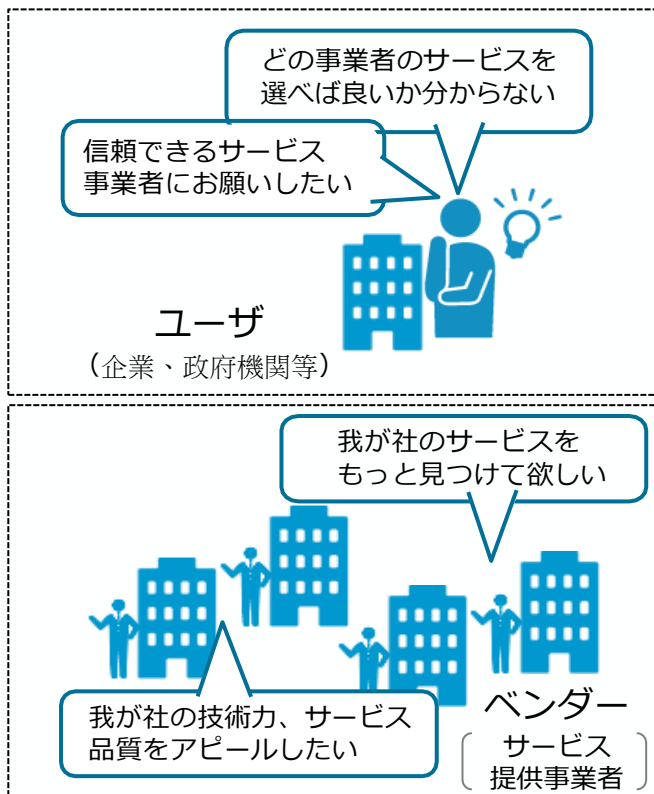 どの事業者のサービスを
選べば良いか分からない
信頼できるサービス
事業者にお願いしたい
ユーザ
（企業、政府機関等）
我が社のサービスを
もっと見つけて欲しい
我が社の技術力、サービス
品質をアピールしたい
ベンダー
サービス
提供事業者